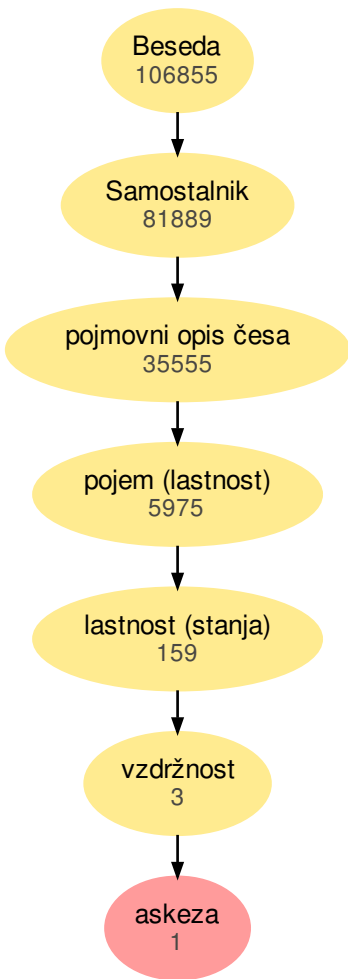 Beseda
106855
Samostalnik
81889
pojmovni opis česa
35555
pojem (lastnost)
5975
lastnost (stanja)
159
vzdržnost
3
askeza
1